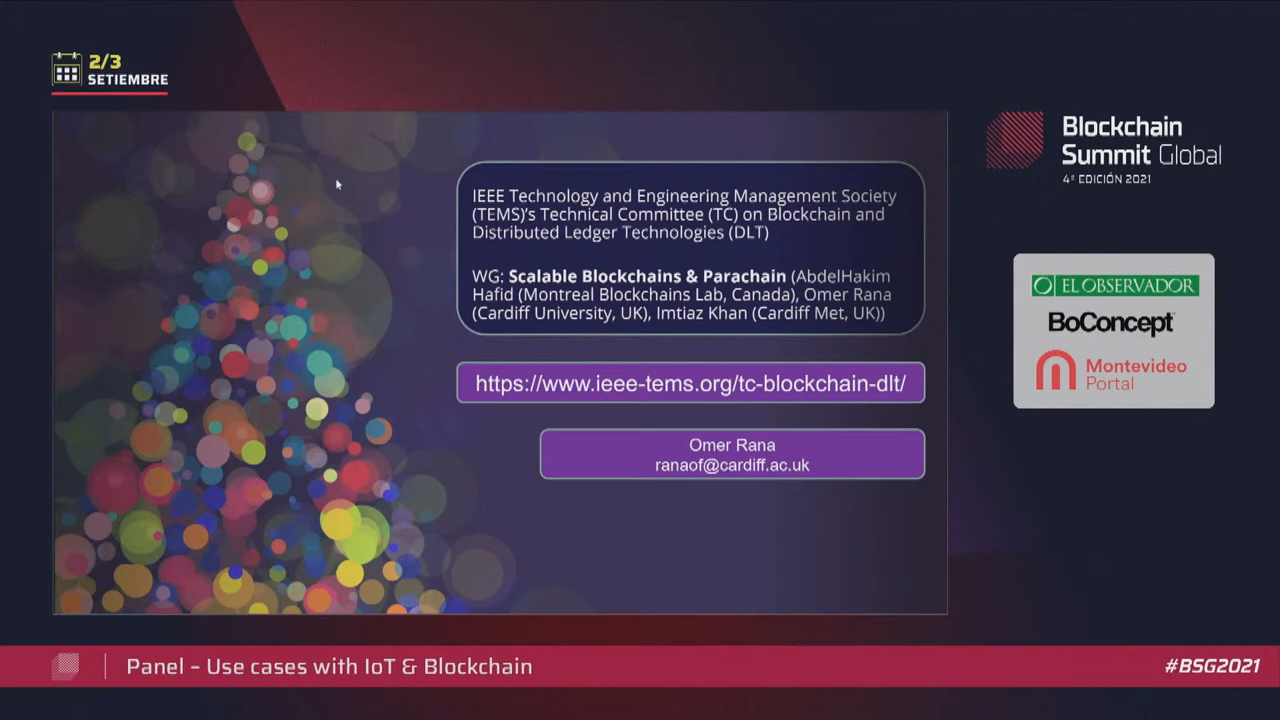 2/3
SETIEMBRE
IEEE Technology and Engineering Management Society
(TEMS)'s Technical Committee (TC) on Blockchain and
Distributed Ledger Technologies (DLT)
WG: Scalable Blockchains & Parachain (AbdelHakim
Hafid (Montreal Blockchains Lab, Canada), Omer Rana
(Cardiff University, UK), Imtiaz Khan (Cardiff Met, UK))
https://www.ieee-tems.org/tc-blockchain-dlt/
Omer Rana
ranaof@cardiff.ac.uk
Blockchain
Summit Global
4ª EDICIÓN 2021
EL OBSERVADOR
BoConcept
Montevideo
Portal
Panel – Use cases with IoT & Blockchain
#BSG2021